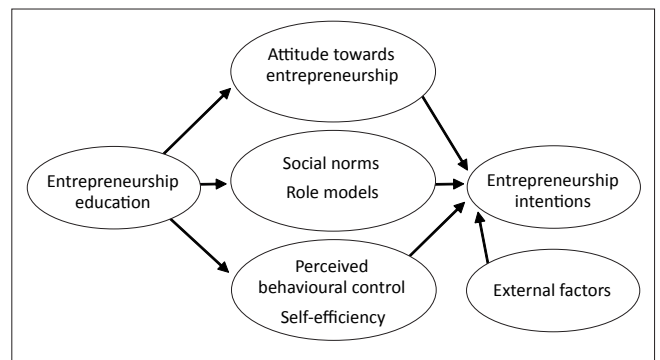 Attitude towards
entrepreneurship
Entrepreneurship
education
Social norms
Role models
Entrepreneurship
intentions
Perceived
behavioural control
Self-efficiency
External factors